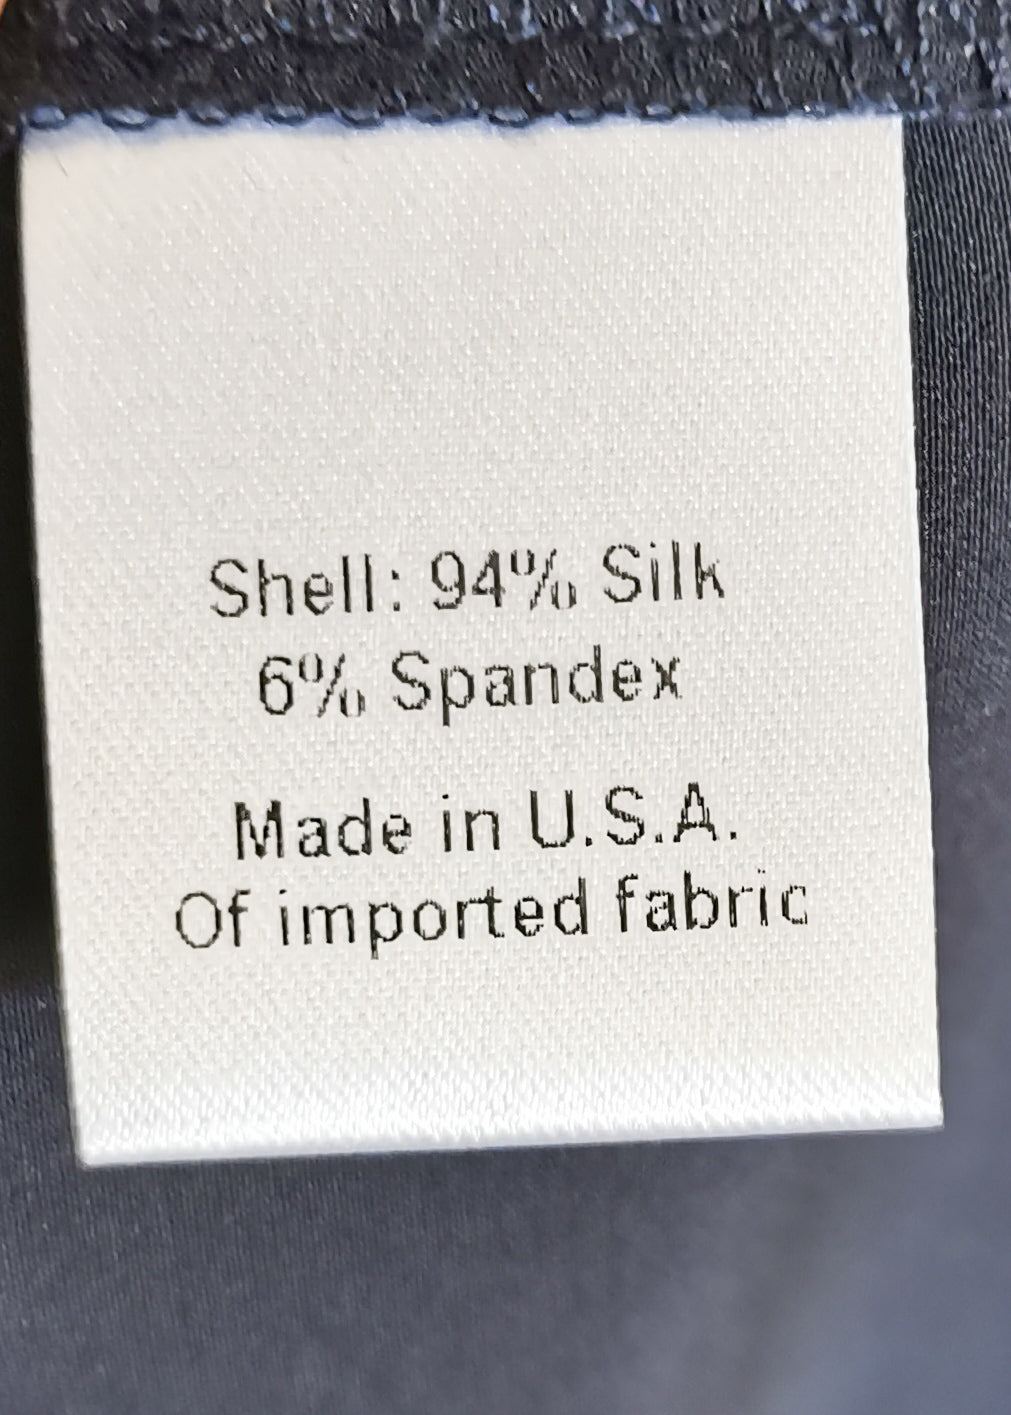 Shell: 94% Silk
6% Spandex
Made in U.S.A.
Of imported fabric